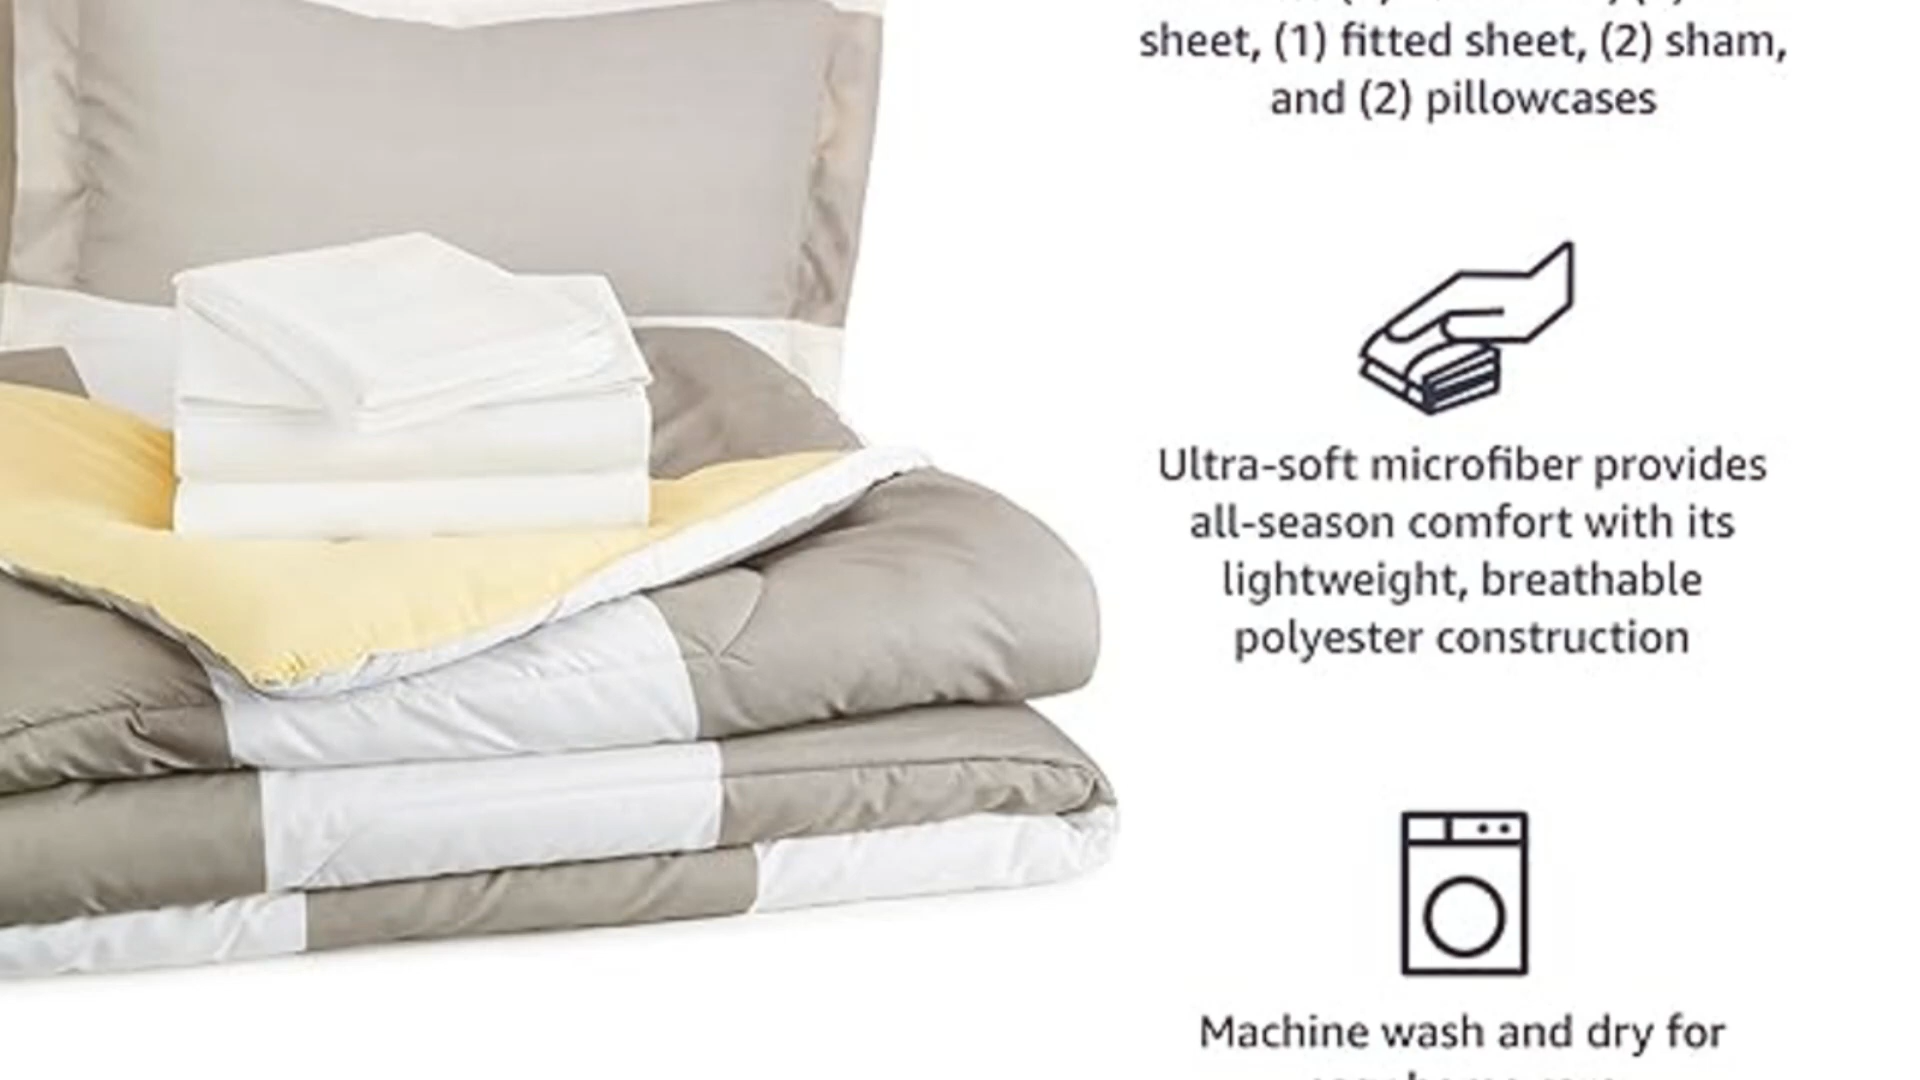 sheet, (1) fitted sheet, (2) sham,
and (2) pillowcases
Ultra-soft microfiber provides
all-season comfort with its
lightweight, breathable
polyester construction
Machine wash and dry for